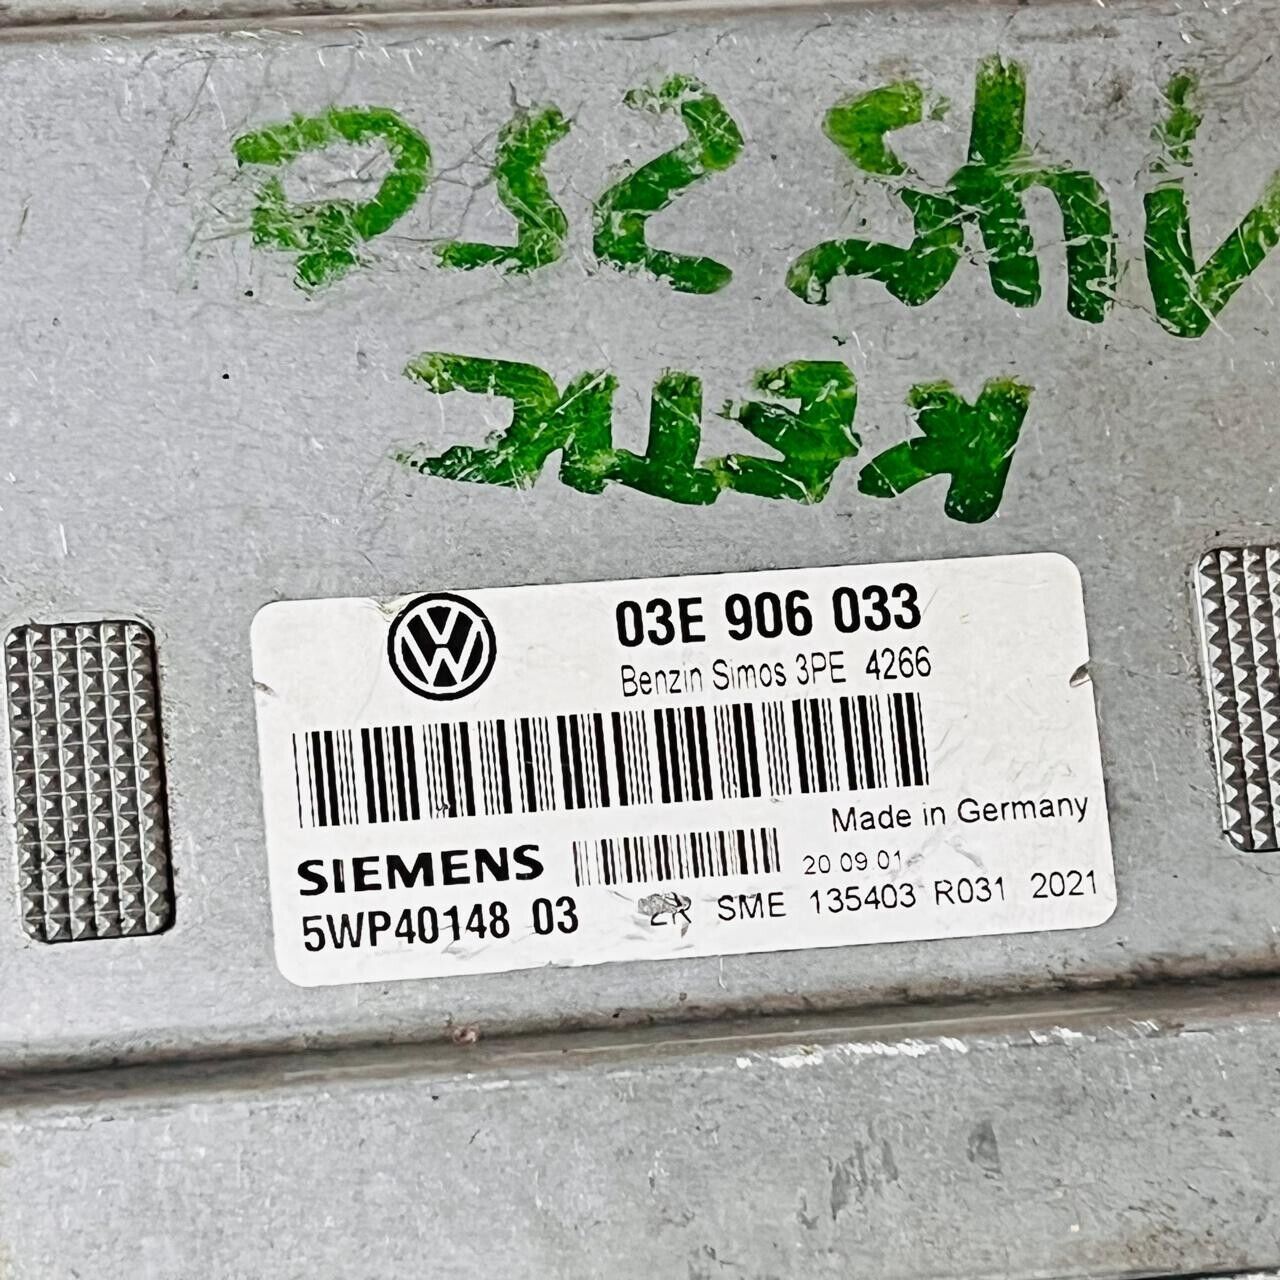 03E 906 033
Benzin Simos 3PE 4266
Made in Germany
SIEMENS
20 09 01
5WP40148 03
SME 135403 R031 2021